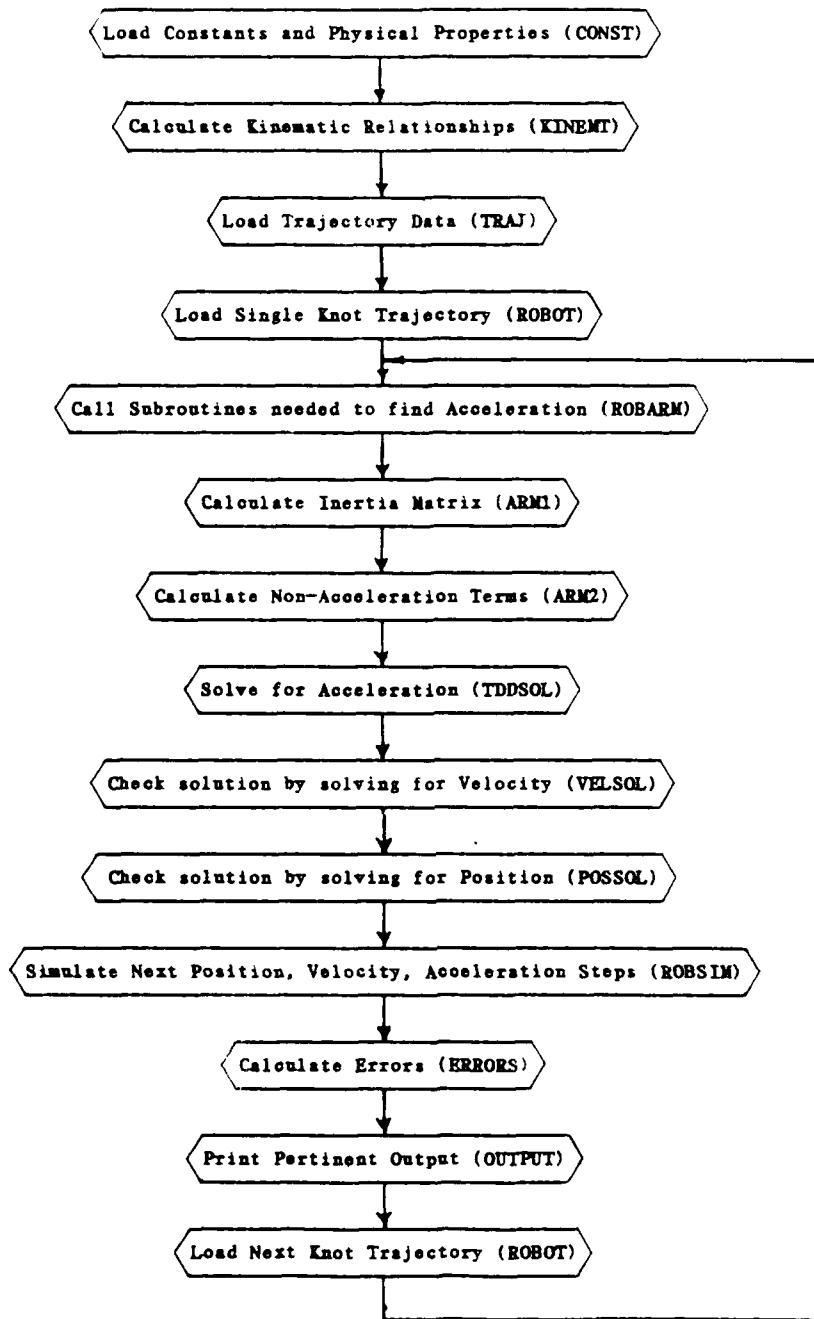 Load Constants and Physical Properties (CONST)
Calculate Kinematic Relationships (KINEMT)
Load Trajectory Data (TRAJ)
Load Single Knot Trajectory (ROBOT)
Call Subroutines needed to find Acceleration (ROBARM)
Calculate Inertia Matrix (ARM1)
Calculate Non-Acceleration Terms (ARM2)
Solve for Acceleration (TDDSOL)
Check solution by solving for Velocity (VELSOL)
Check solution by solving for Position (POSSOL)
Simulate Next Position, Velocity, Acceleration Steps (ROBSIM)
Calculate Errors (ERRORS)
Print Pertinent Output (OUTPUT)
Load Next Knot Trajectory (ROBOT)